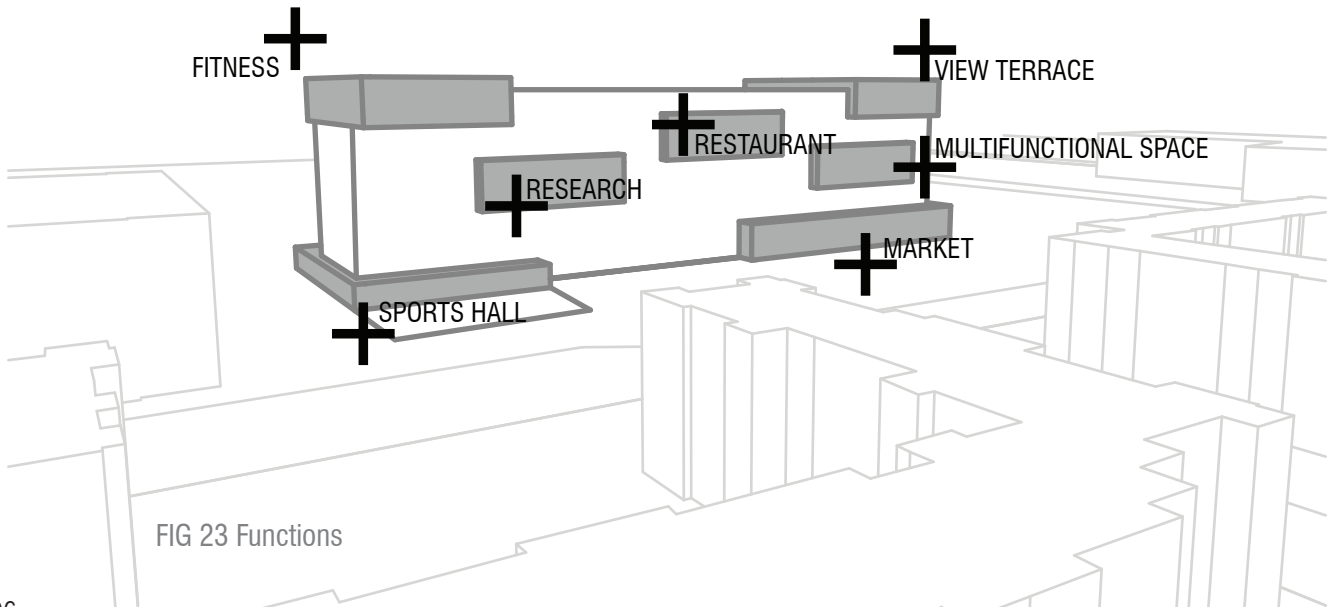 FITNESS
VIEW TERRACE
RESTAURANT
MULTIFUNCTIONAL SPACE
RESEARCH
MARKET
SPORTS HALL
FIG 23 Functions